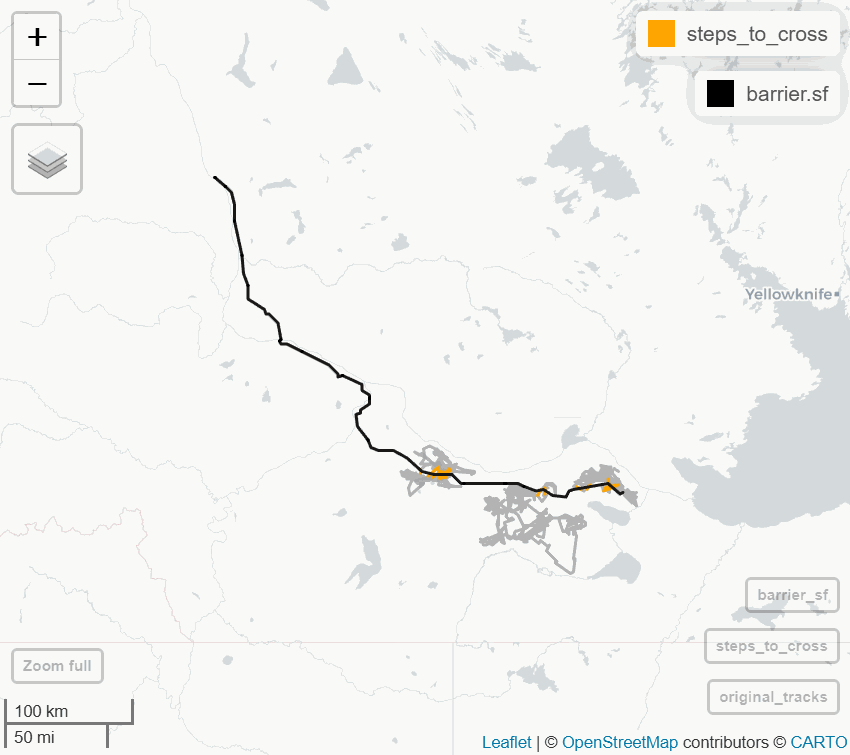 +
steps_to_cross
−
barrier.sf
Yellowknife
barrier_sf
steps_to_cross
Zoom full
original_tracks
100 km
50 mi
Leaflet | © OpenStreetMap contributors © CARTO